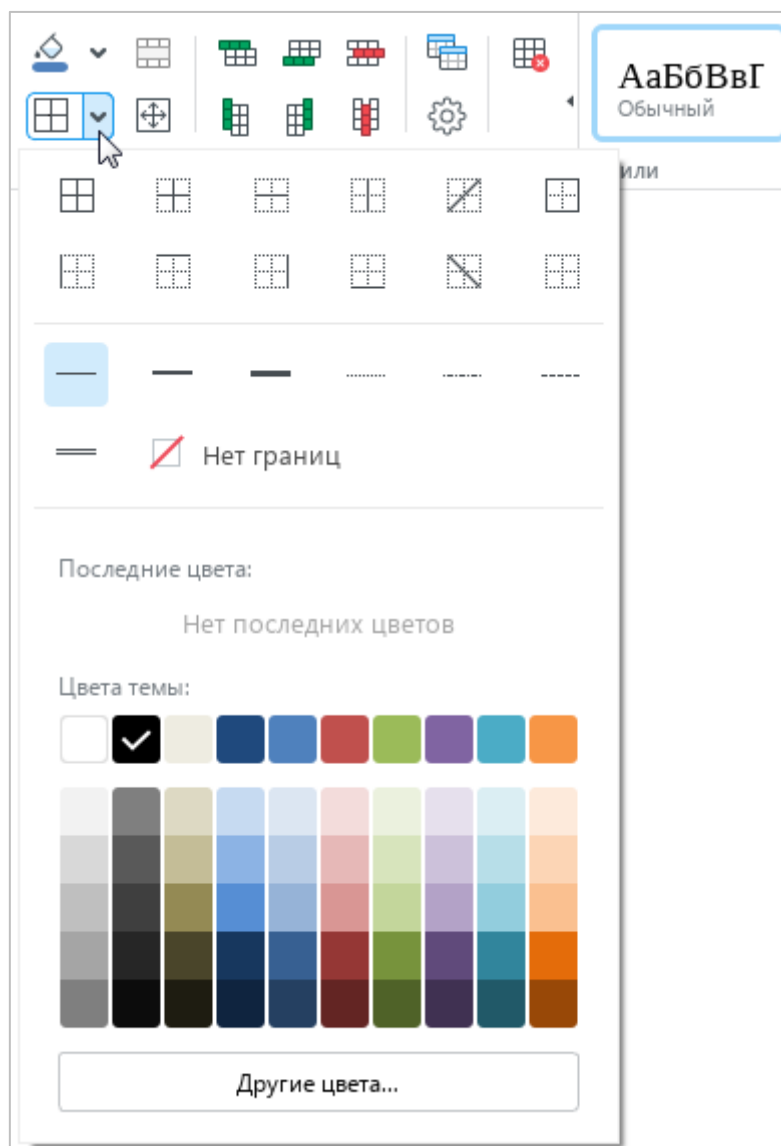 АаБбВвГ
Обычный
или
Нет границ
Последние цвета:
Нет последних цветов
Цвета темы:
Другие цвета...